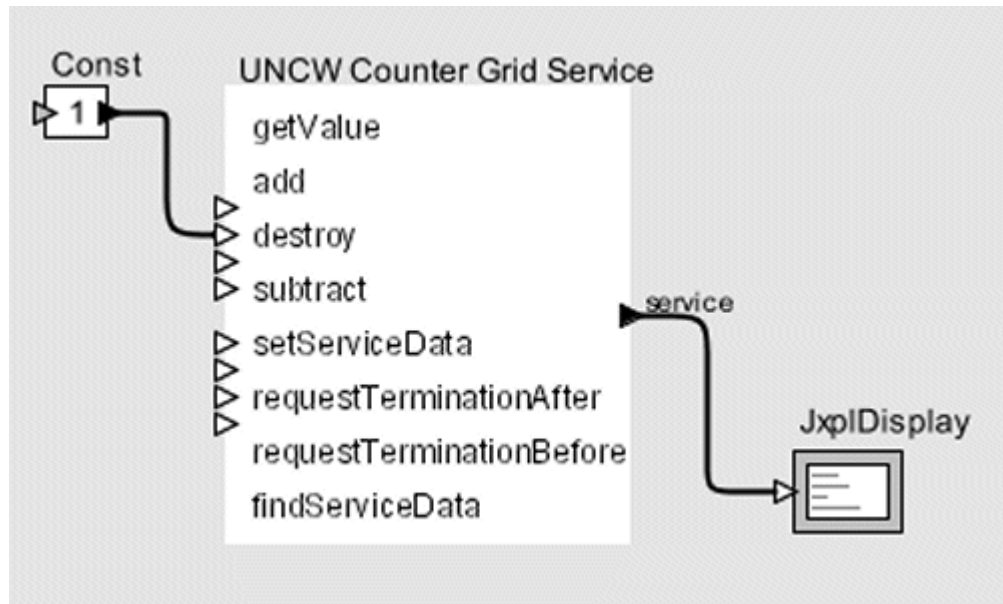 Const
1
UNCW Counter Grid Service
getValue
add
destroy
subtract
setServiceData
requestTerminationAfter
requestTerminationBefore
findServiceData
service
JxplDisplay